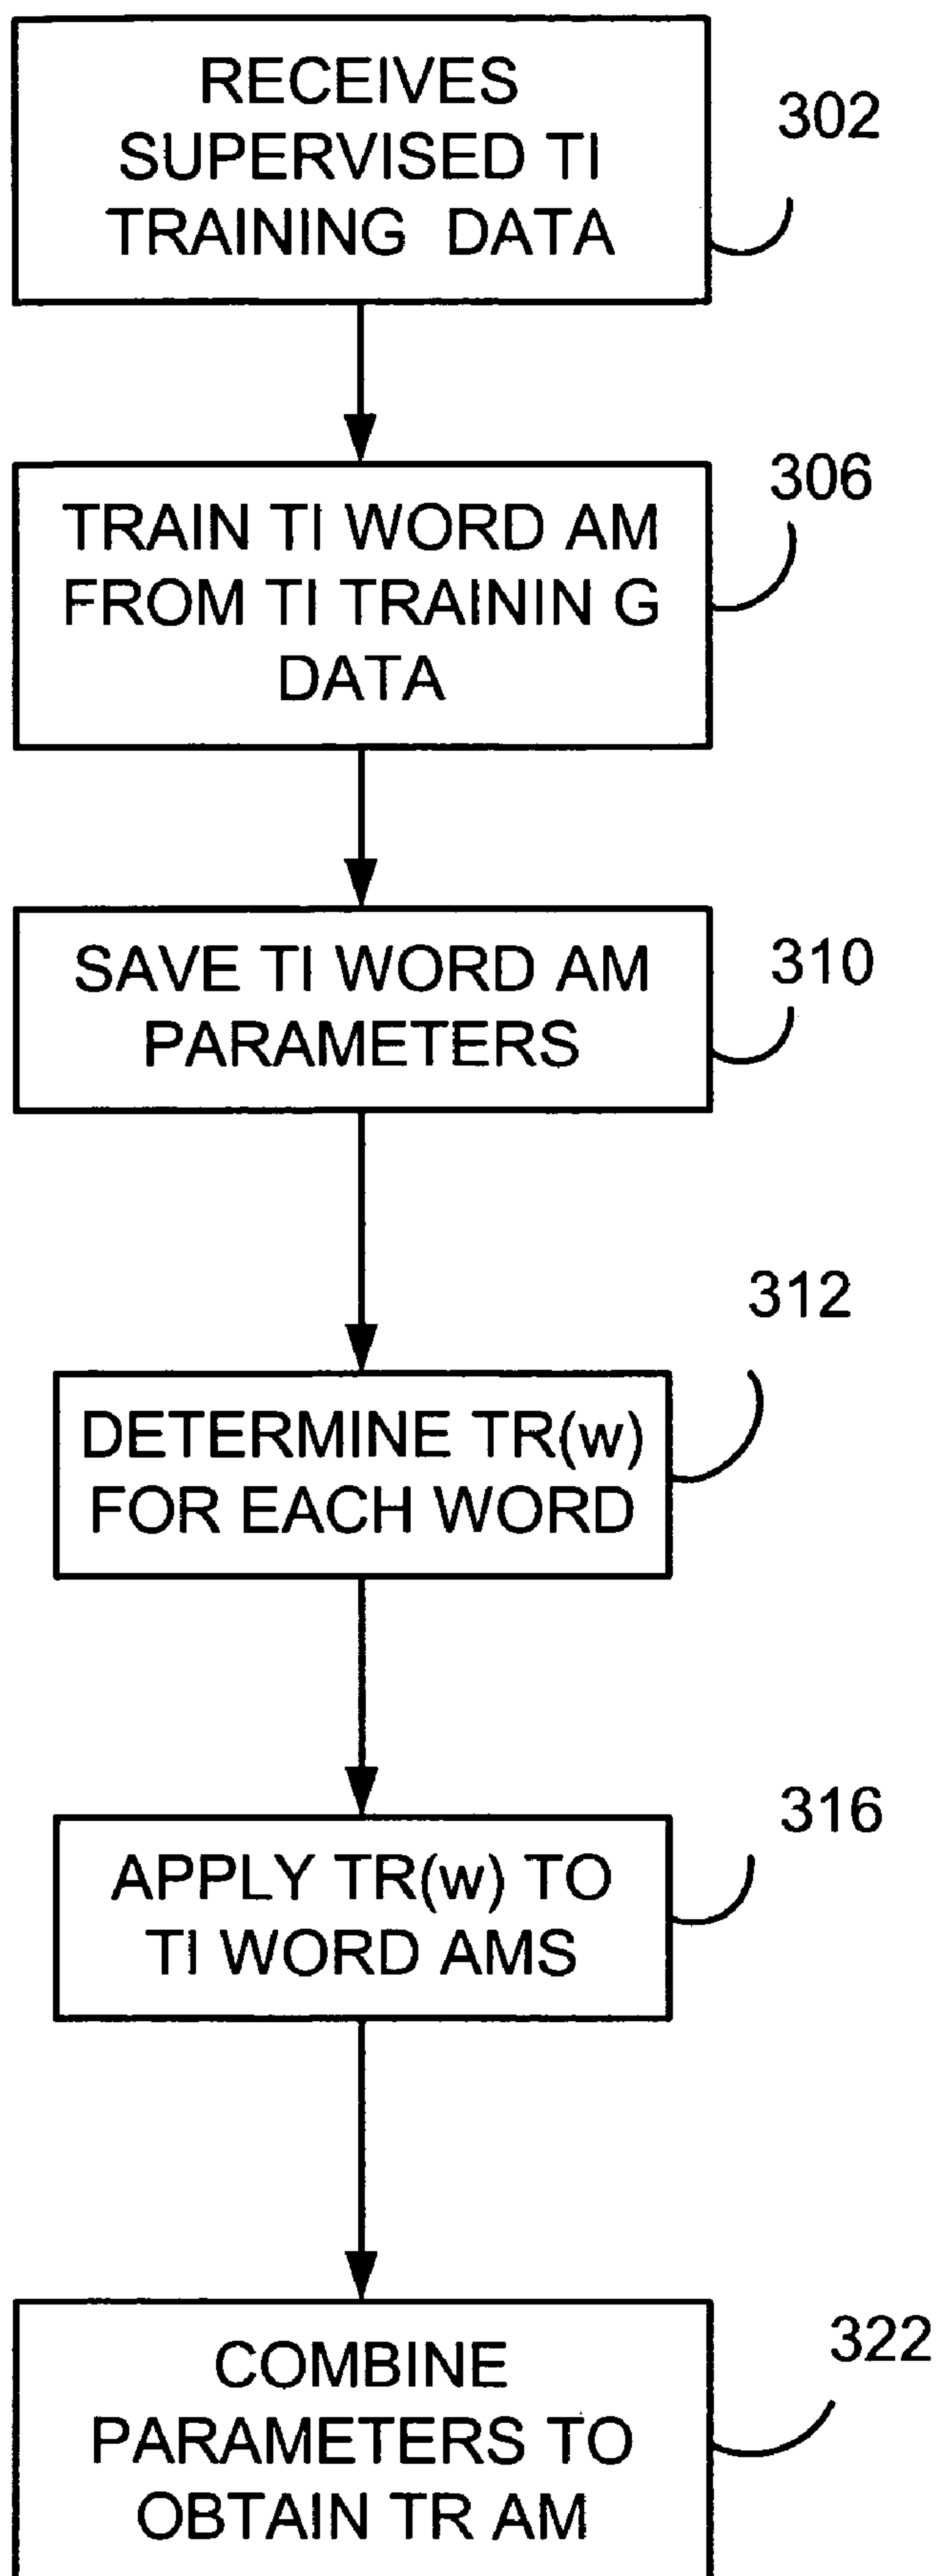 RECEIVES
SUPERVISED TI
TRAINING DATA
302
TRAIN TI WORD AM
FROM TI TRAININ G
DATA
306
SAVE TI WORD AM
PARAMETERS
310
DETERMINE TR(w)
FOR EACH WORD
312
APPLY TR(w) TO
TI WORD AMS
316
COMBINE
PARAMETERS TO
OBTAIN TR AM
322